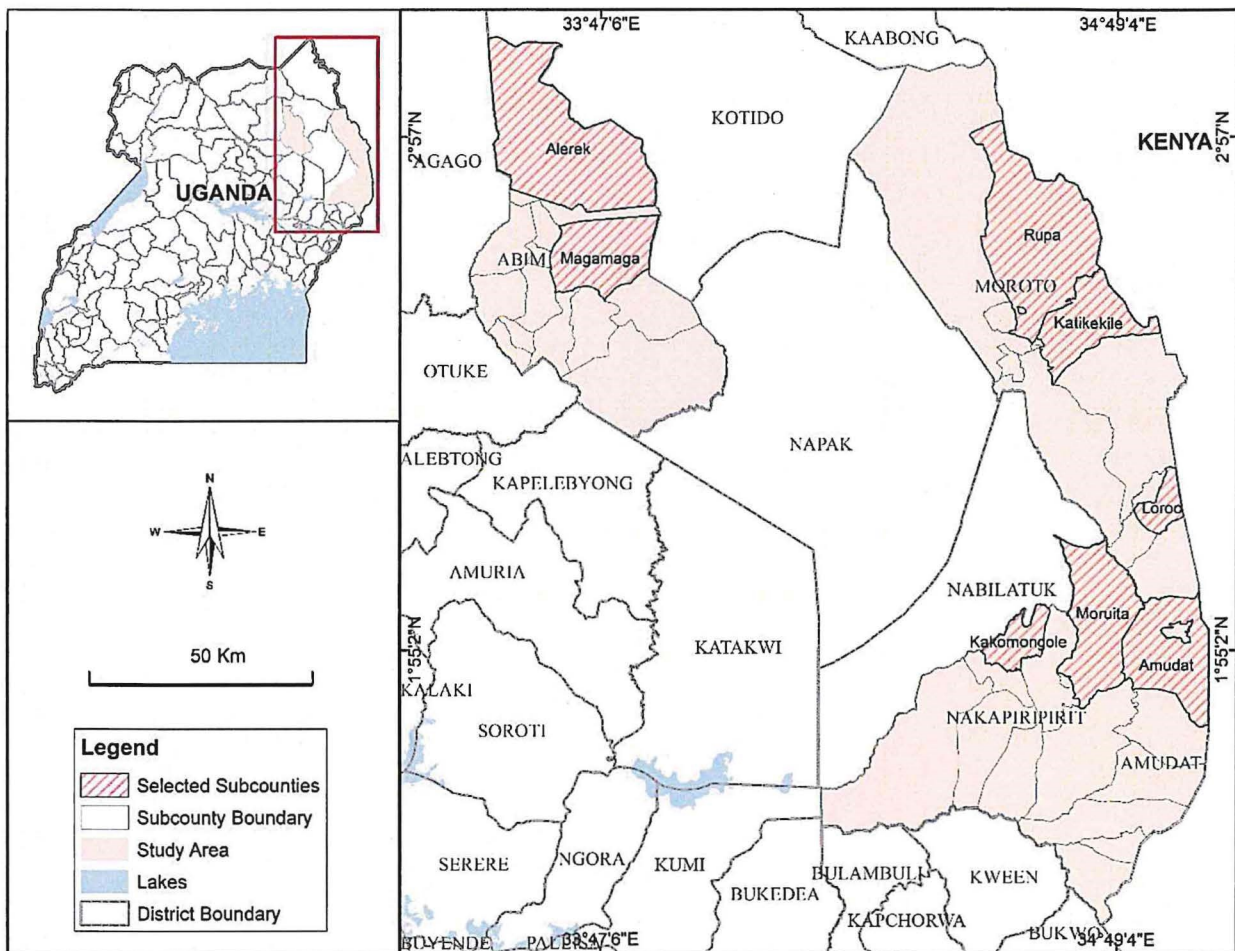 UGANDA
N
W E
S
50 Km
Legend
Selected Subcounties
Subcounty Boundary
Study Area
Lakes
District Boundary
33°47'6"E
34°49'4"E
KAABONG
KOTIDO
2°57'N
2°57'N
KENYA
AGAGO
Alerek
Rupa
ABIM
Magamaga
MOROTO
Katikekile
OTUKE
NAPAK
ALEBTONG
KAPELEBYONG
Loroo
AMURIA
NABILATUK
Moruita
1°55'2"N
KATAKWI
Kakomongole
Amudat
1°55'2"N
KALAKI
SOROTI
NAKAPIRIPIRIT
AMUDAT
SERERE
NGORA
KUMI
BUKEDEA
BULAMBULI
KWEEN
KAPCHORWA
BUKWO
BUYENDE
33°47'6"E
34°49'4"E